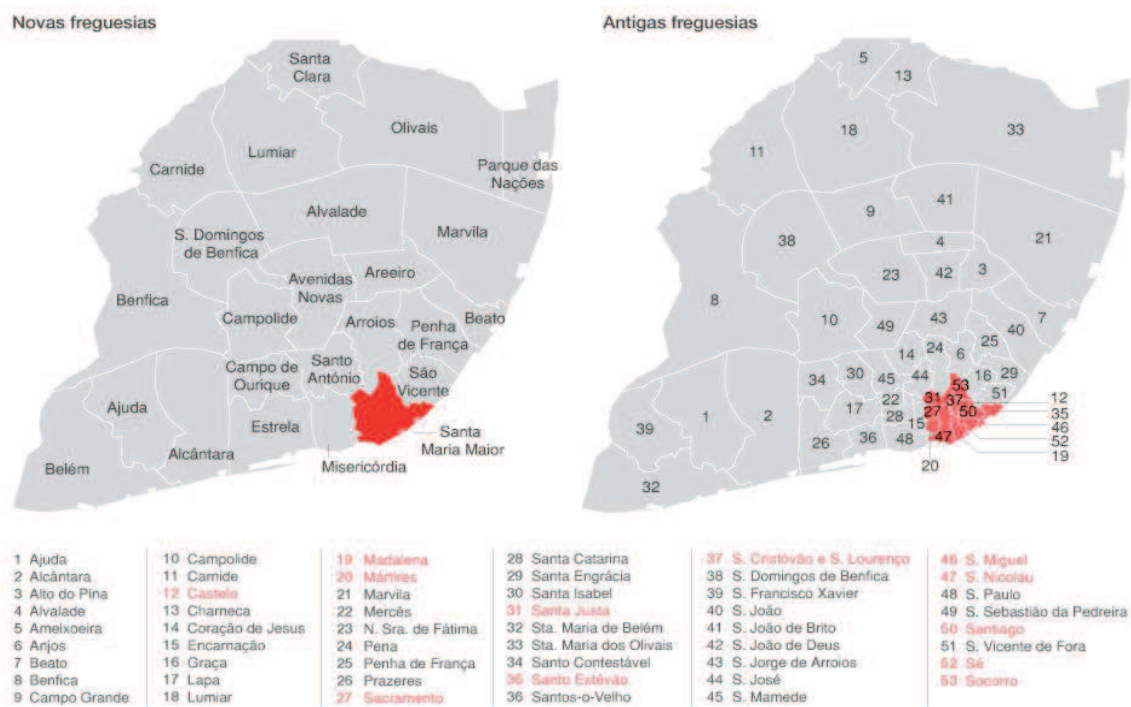 Novas freguesias
Santa
Clara
Olivais
Lumiar
Parque das
Nações
Carnide
Alvalade
S. Domingos
de Benfica
Marvila
Areeiro
Avenidas
Novas
Benfica
Campolide
Arroios
Beato
Penha
de França
Campo de
Ourique
Santo
António
São
Vicente
Ajuda
Estrela
Santa
Maria Maior
Alcântara
Misericórdia
Belém
Antigas freguesias
5
13
18
33
11
41
9
38
4
21
23
42
3
8
10
49
43
40
7
25
24
6
14
34
30
45
44
53
16
29
51
31
37
12
22
1
2
17
27
50
35
28
15
46
39
26
36
48
47
52
19
20
32
1 Ajuda
2 Alcântara
3 Alto do Pina
4 Alvalade
5 Ameixoeira
6 Anjos
7 Beato
8 Benfica
9 Campo Grande
10 Campolide
11 Carnide
12 Castelo
13 Charneca
14 Coração de Jesus
15 Encarnação
16 Graça
17 Lapa
18 Lumiar
19 Madalena
20 Mártires
21 Marvila
22 Mercês
23 N. Sra. de Fátima
24 Pena
25 Penha de França
26 Prazeres
27 Sacramento
28 Santa Catarina
29 Santa Engrácia
30 Santa Isabel
31 Santa Justa
32 Sta. Maria de Belém
33 Sta. Maria dos Olivais
34 Santo Contestável
36 Santo Estêvão
36 Santos-o-Velho
37 S. Cristóvão e S. Lourenço
38 S. Domingos de Benfica
39 S. Francisco Xavier
40 S. João
41 S. João de Brito
42 S. João de Deus
43 S. Jorge de Arroios
44 S. José
45 S. Mamede
46 S. Miguel
47 S. Nicolau
48 S. Paulo
49 S. Sebastião da Pedreira
50 Santiago
51 S. Vicente de Fora
52 Sé
53 Socorro